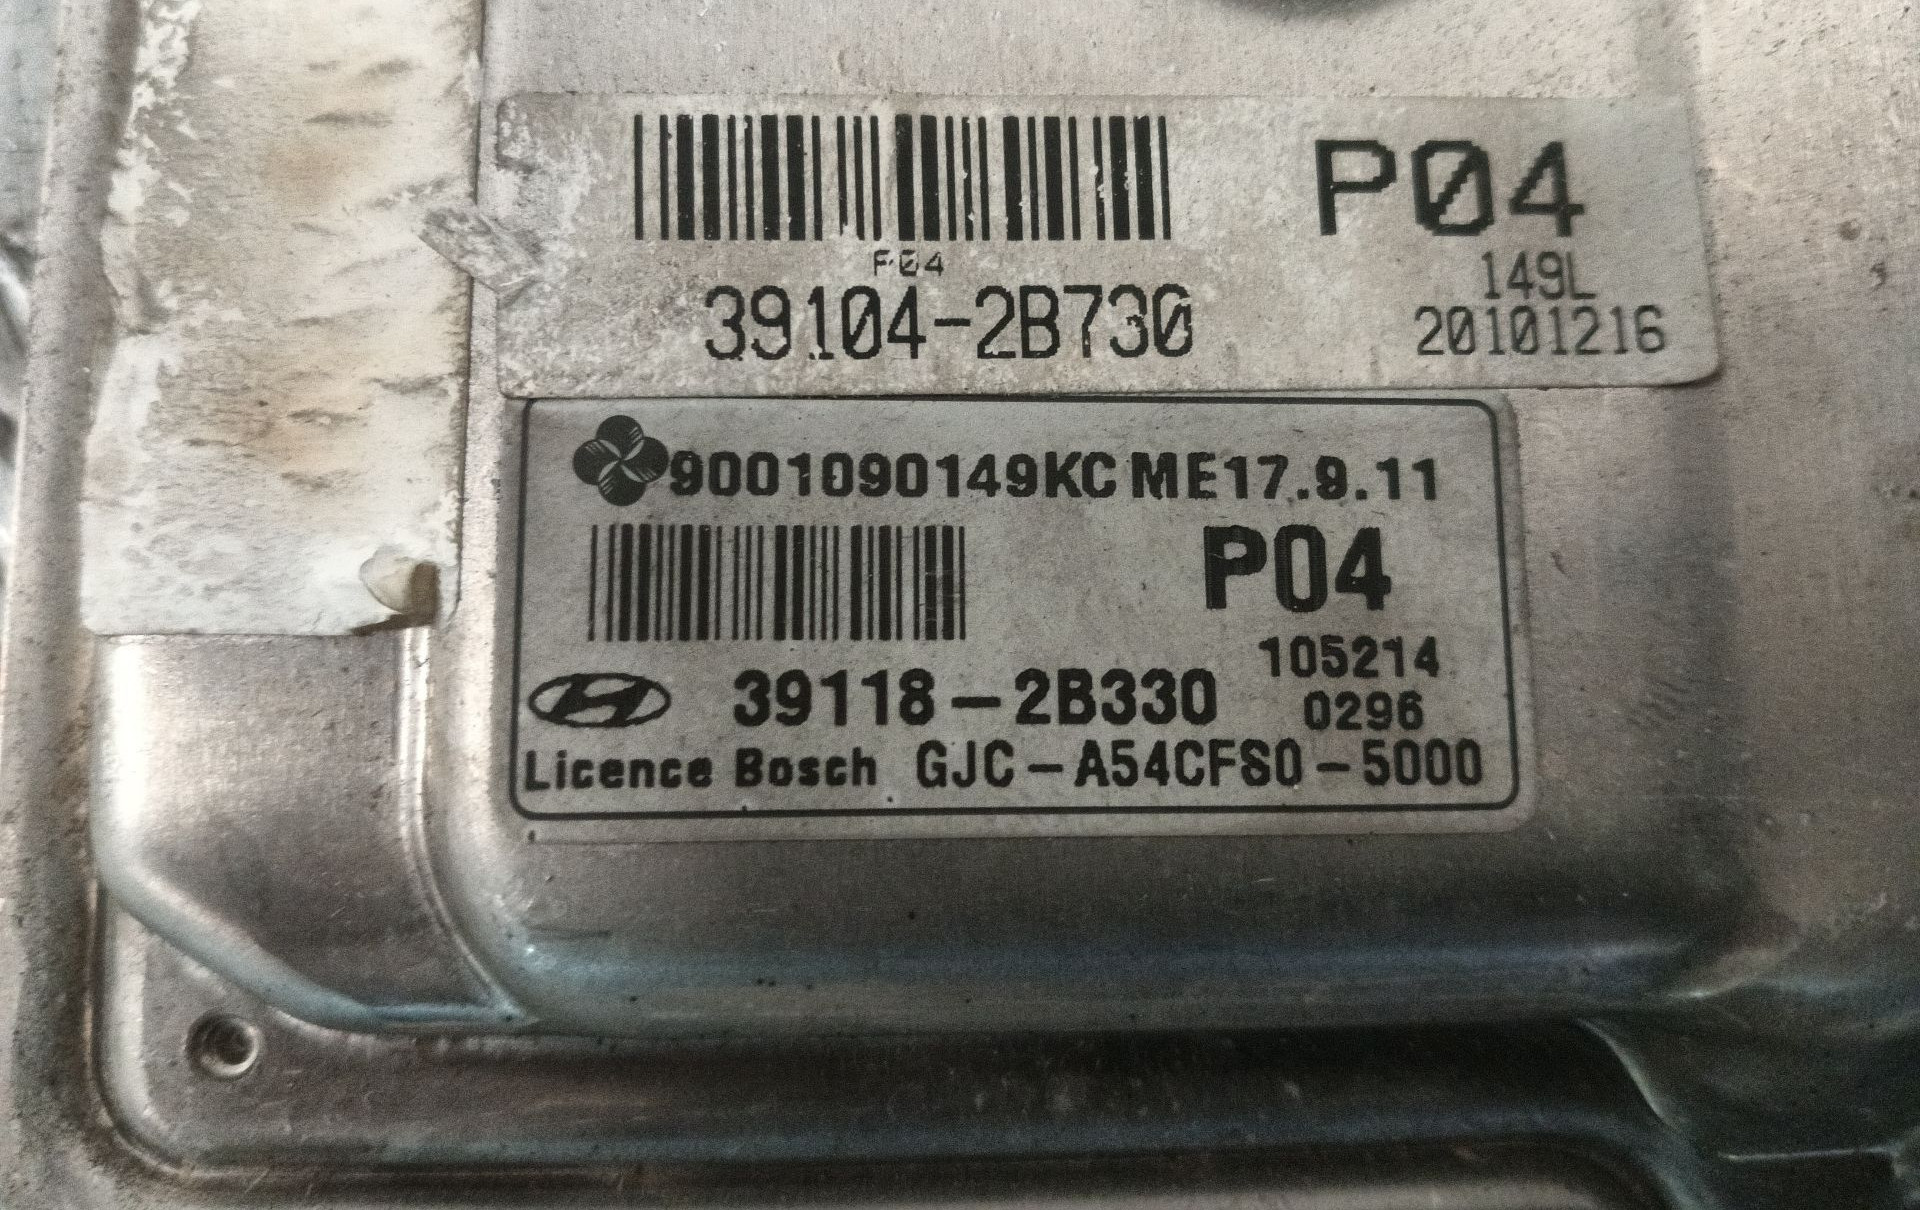 P04
P04
149L
39104-2B730
20101216
9001090149KC ME17.9.11
P04
105214
39118-2B330
0296
Licence Bosch GJC-A54CFS0-5000